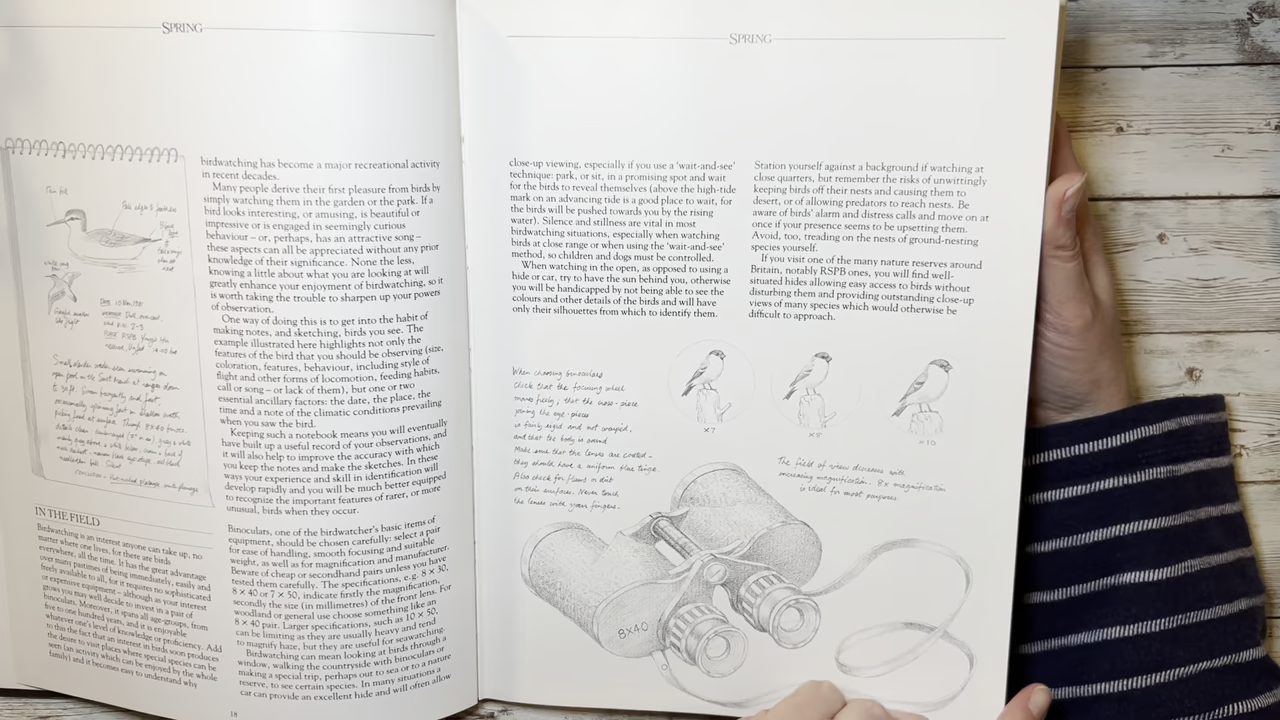 SPRING
Thin bill
DATE 10 Nov. 1981
birdwatching has become a major recreational activity
in recent decades.
Many people derive their first pleasure from birds by
simply watching them in the garden or the park. If a
bird looks interesting, or amusing, is beautiful or
impressive or is engaged in seemingly curious
behaviour – or, perhaps, has an attractive song –
these aspects can all be appreciated without any prior
knowledge of their significance. None the less,
knowing a little about what you are looking at will
greatly enhance your enjoyment of birdwatching, so it
is worth taking the trouble to sharpen up your powers
of observation.
One way of doing this is to get into the habit of
making notes, and sketching, birds you see. The
example illustrated here highlights not only the
features of the bird that you should be observing (size,
coloration, features, behaviour, including style of
flight and other forms of locomotion, feeding habits,
call or song – or lack of them), but one or two
essential ancillary factors: the date, the place, the
time and a note of the climatic conditions prevailing
when you saw the bird.
Keeping such a notebook means you will eventually
have built up a useful record of your observations, and
it will also help to improve the accuracy with which
you keep the notes and make the sketches. In these
ways your experience and skill in identification will
develop rapidly and you will be much better equipped
to recognize the important features of rarer, or more
unusual, birds when they occur.
IN THE FIELD
Birdwatching is an interest anyone can take up, no
matter where one lives, for there are birds
everywhere, all the time. It has the great advantage
over many pastimes of being immediately, easily and
freely available to all, for it requires no sophisticated
or expensive equipment – although as your interest
grows you may well decide to invest in a pair of
binoculars. Moreover, it spans all age-groups, from
five to one hundred years, and it is enjoyable
whatever one's level of knowledge or proficiency. Add
to this the fact that an interest in birds soon produces
the desire to visit places where special species can be
seen (an activity which can be enjoyed by the whole
family) and it becomes easy to understand why
Binoculars, one of the birdwatcher's basic items of
equipment, should be chosen carefully: select a pair
for ease of handling, smooth focusing and suitable
weight, as well as for magnification and manufacturer.
Beware of cheap or secondhand pairs unless you have
tested them carefully. The specifications, e.g. 8 × 30,
8 × 40 or 7 × 50, indicate firstly the magnification,
secondly the size (in millimetres) of the front lens. For
woodland or general use choose something like an
8 × 40 pair. Larger specifications, such as 10 × 50,
can be limiting as they are usually heavy and tend
to magnify haze, but they are useful for seawatching.
Birdwatching can mean looking at birds through a
window, walking the countryside with binoculars or
making a special trip, perhaps out to sea or to a nature
reserve, to see certain species. In many situations a
car can provide an excellent hide and will often allow
18
SPRING
close-up viewing, especially if you use a 'wait-and-see'
technique: park, or sit, in a promising spot and wait
for the birds to reveal themselves (above the high-tide
mark on an advancing tide is a good place to wait, for
the birds will be pushed towards you by the rising
water). Silence and stillness are vital in most
birdwatching situations, especially when watching
birds at close range or when using the 'wait-and-see'
method, so children and dogs must be controlled.
When watching in the open, as opposed to using a
hide or car, try to have the sun behind you, otherwise
you will be handicapped by not being able to see the
colours and other details of the birds and will have
only their silhouettes from which to identify them.
Station yourself against a background if watching at
close quarters, but remember the risks of unwittingly
keeping birds off their nests and causing them to
desert, or of allowing predators to reach nests. Be
aware of birds' alarm and distress calls and move on at
once if your presence seems to be upsetting them.
Avoid, too, treading on the nests of ground-nesting
species yourself.
If you visit one of the many nature reserves around
Britain, notably RSPB ones, you will find well-
situated hides allowing easy access to birds without
disturbing them and providing outstanding close-up
views of many species which would otherwise be
difficult to approach.
When choosing binoculars
check that the focusing wheel
moves freely, that the cross-piece
joining the eye-pieces
is fairly rigid and not warped,
and that the body is sound
Make sure that the lenses are coated –
they should have a uniform blue tinge.
Also check for flaws or dirt
on their surfaces. Never touch
the lenses with your fingers.
×7
×8
×10
The field of view decreases with
increasing magnification. 8× magnification
is ideal for most purposes.
8×40